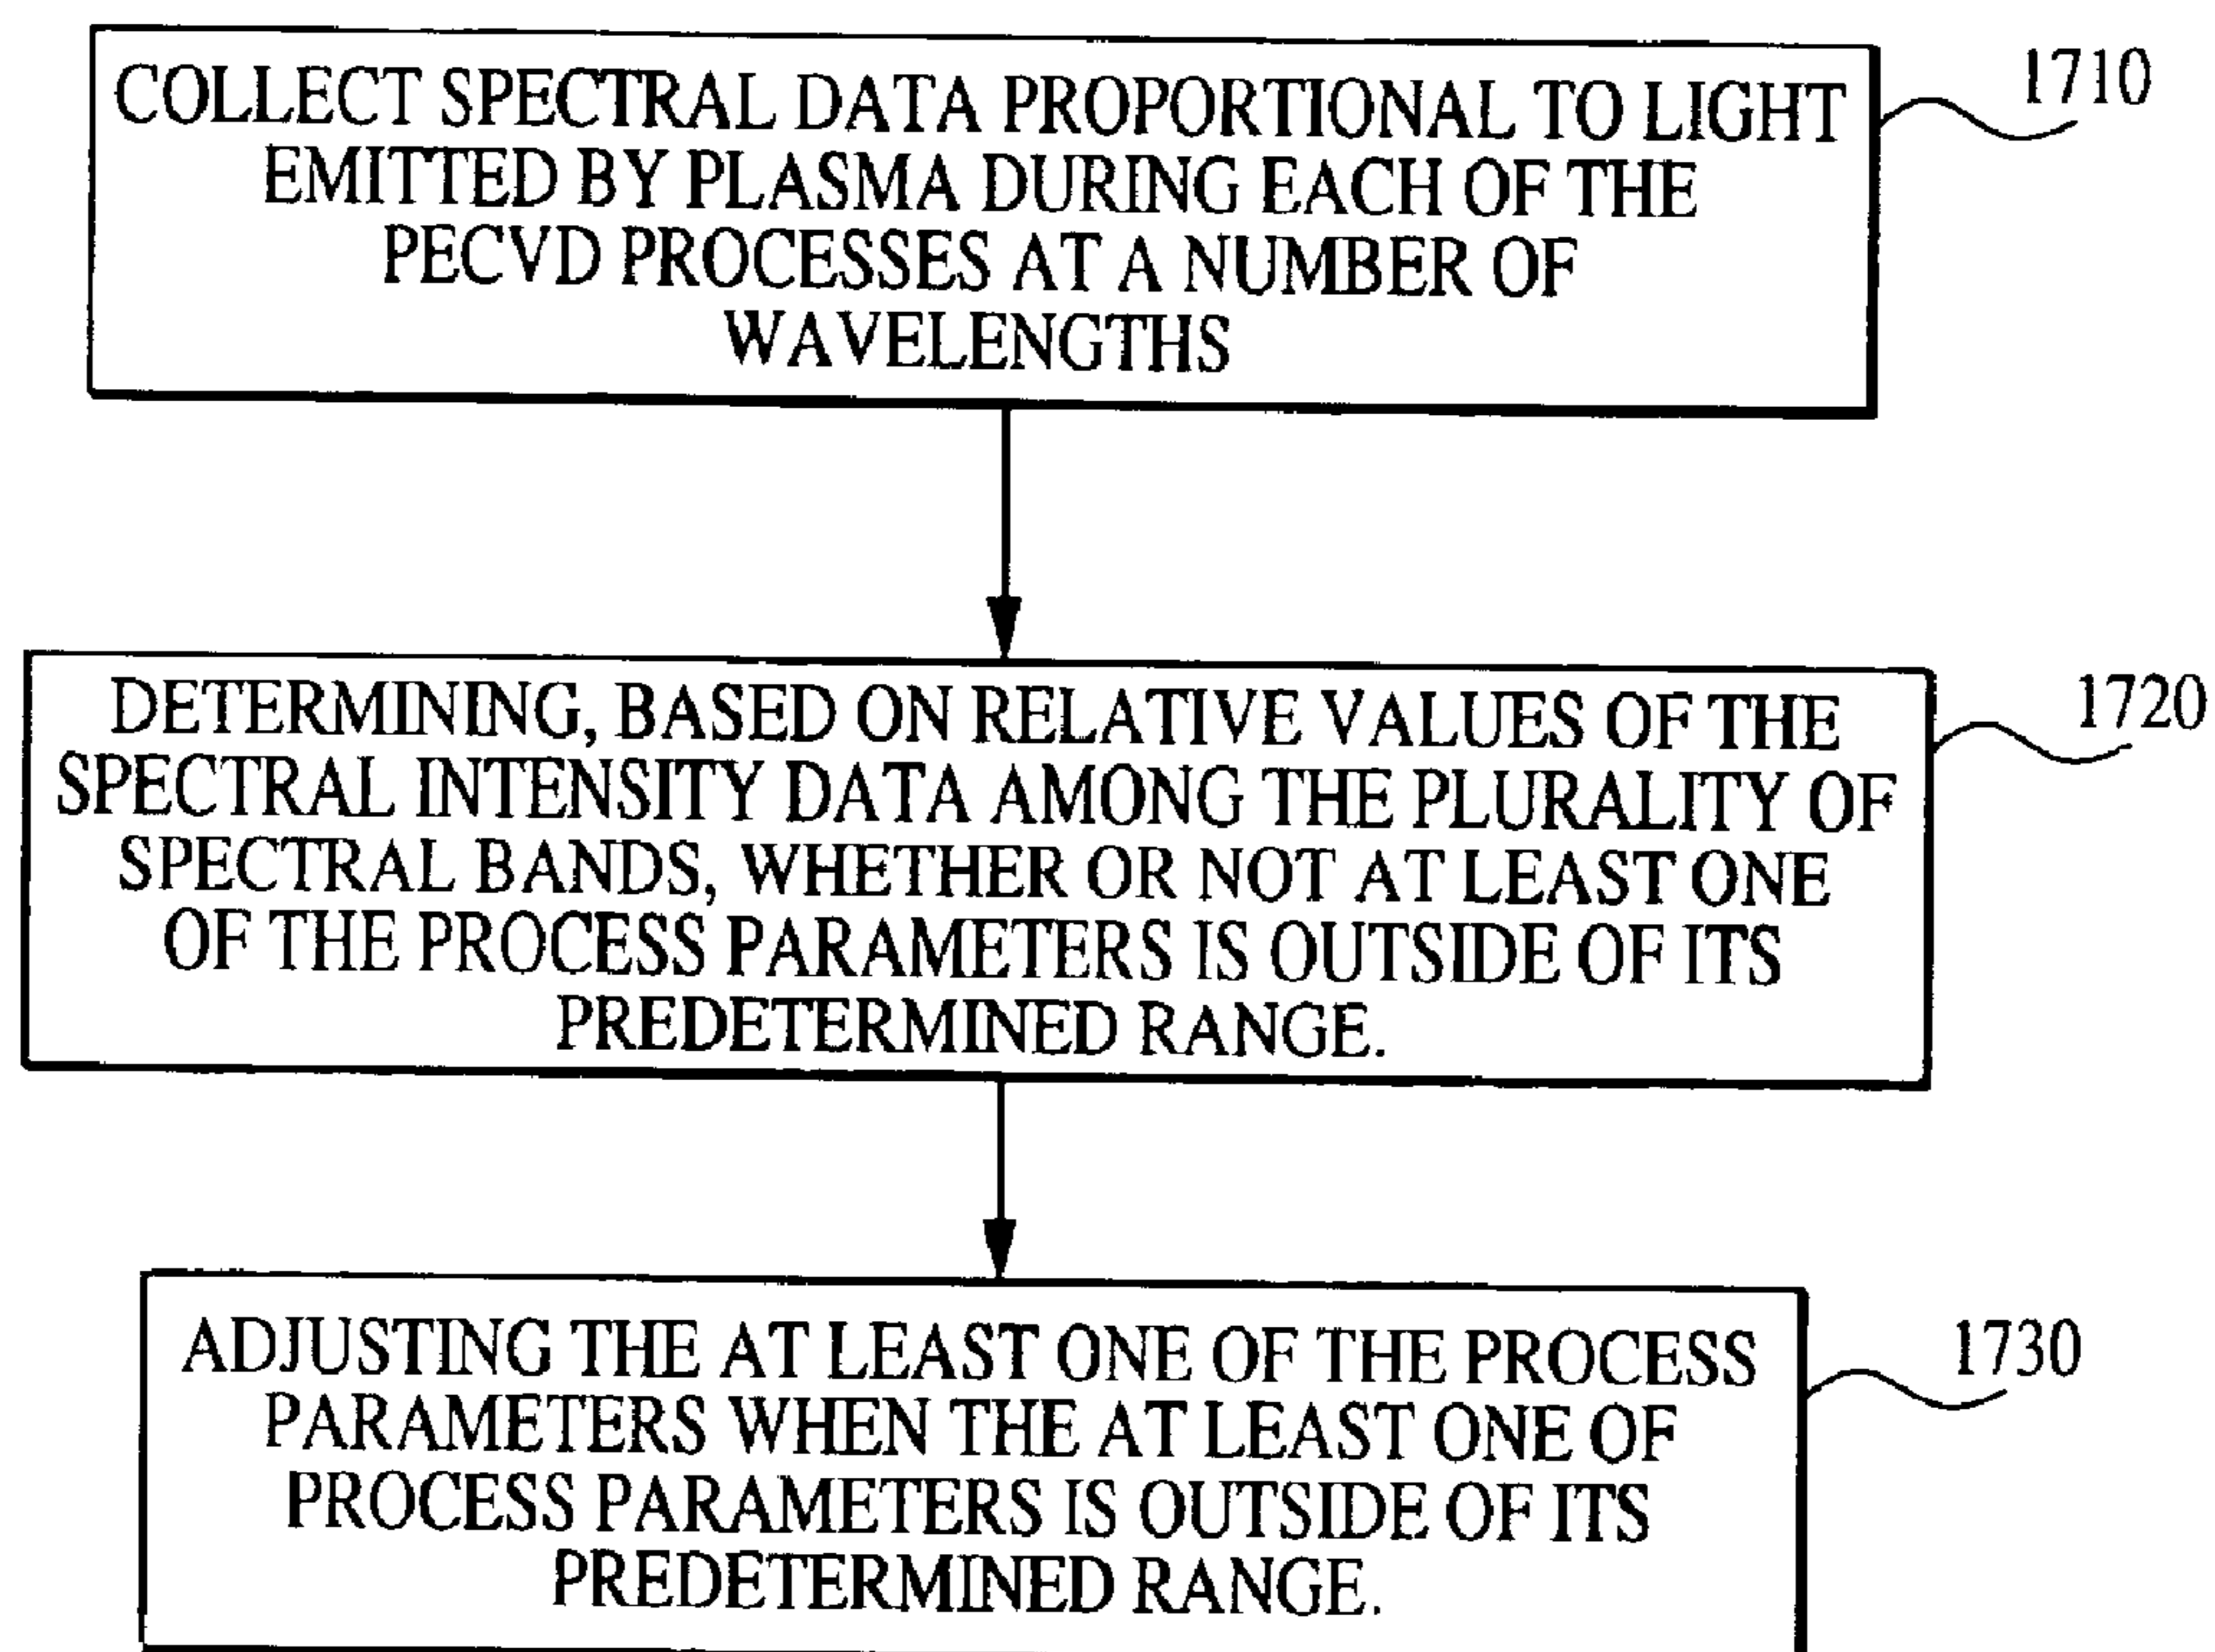 COLLECT SPECTRAL DATA PROPORTIONAL TO LIGHT
EMITTED BY PLASMA DURING EACH OF THE
PECVD PROCESSES AT A NUMBER OF
WAVELENGTHS
1710
DETERMINING, BASED ON RELATIVE VALUES OF THE
SPECTRAL INTENSITY DATA AMONG THE PLURALITY OF
SPECTRAL BANDS, WHETHER OR NOT AT LEAST ONE
OF THE PROCESS PARAMETERS IS OUTSIDE OF ITS
PREDETERMINED RANGE.
1720
ADJUSTING THE AT LEAST ONE OF THE PROCESS
PARAMETERS WHEN THE AT LEAST ONE OF
PROCESS PARAMETERS IS OUTSIDE OF ITS
PREDETERMINED RANGE.
1730